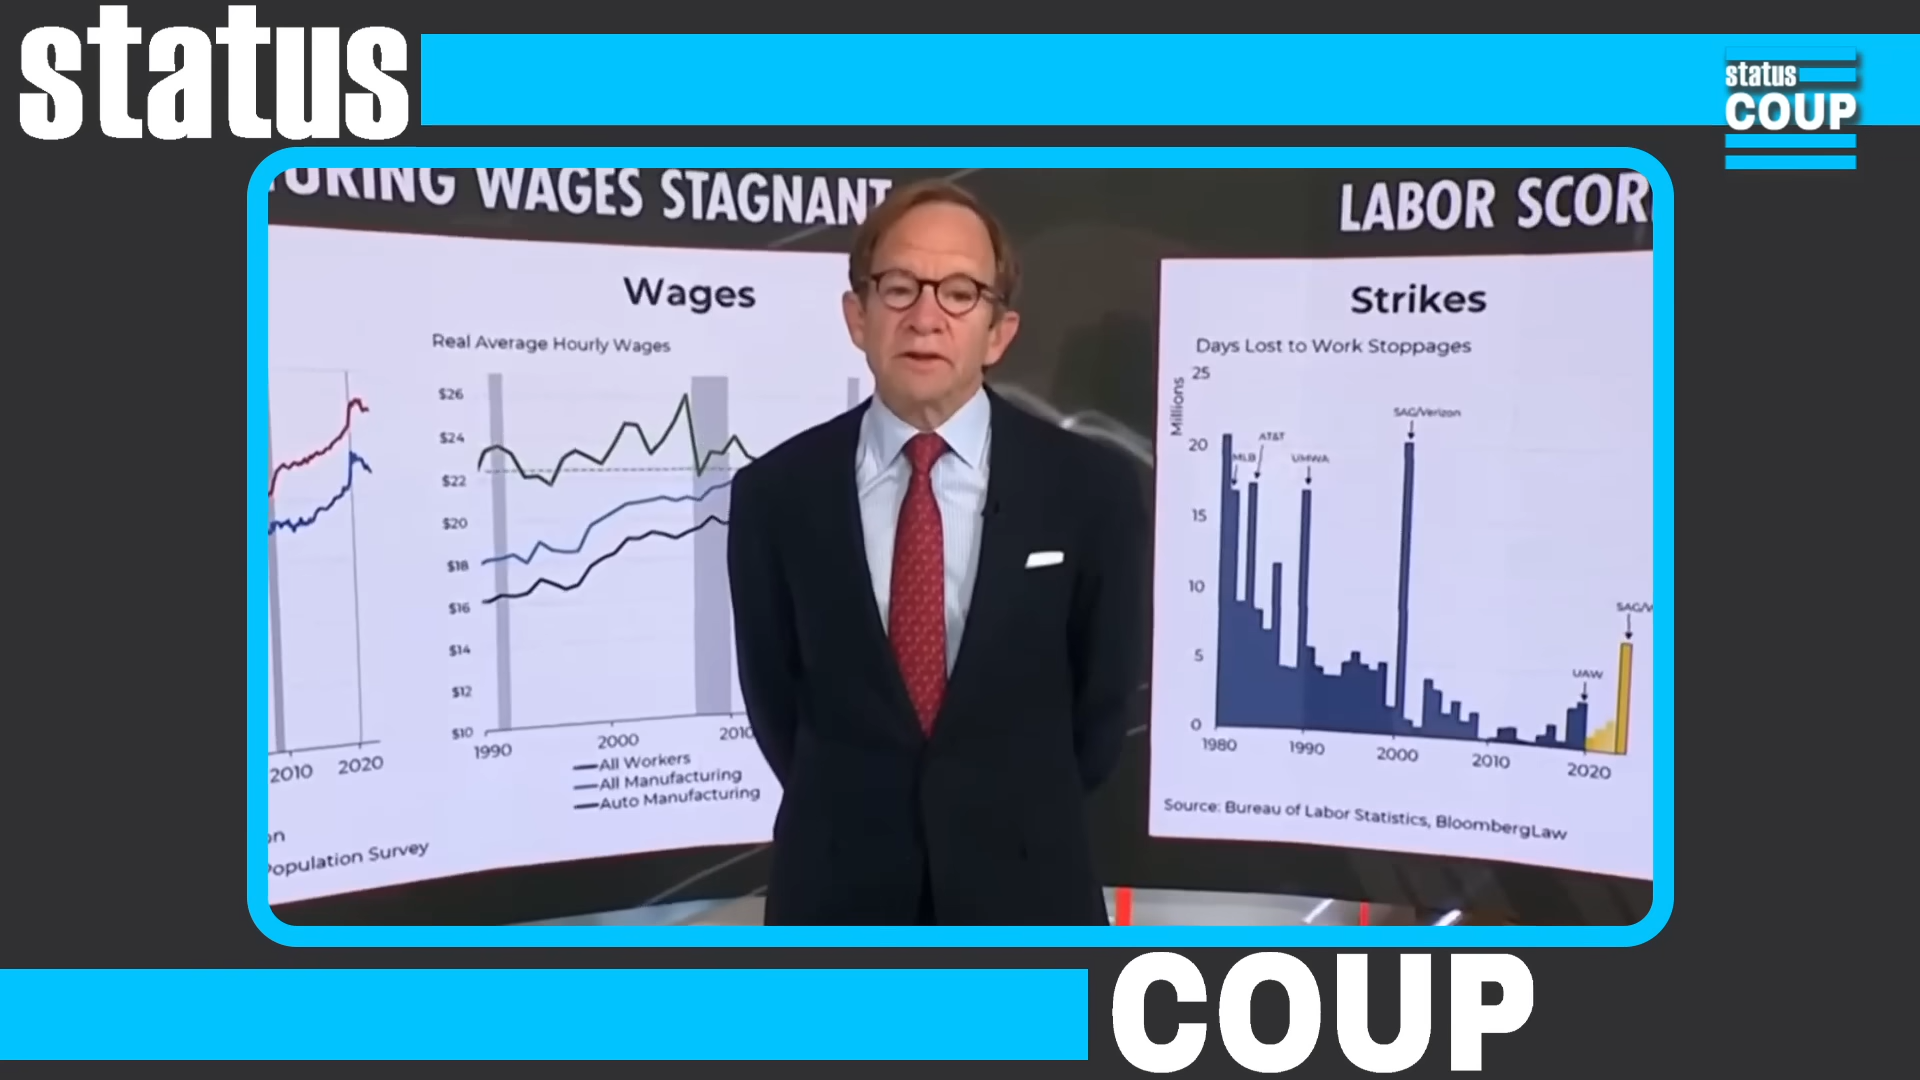 status
status
COUP
URING WAGES STAGNANT
LABOR SCOR
Wages
Real Average Hourly Wages
$26
$24
$22
$20
$18
$16
$14
$12
$10
1990
2000
2010
All Workers
All Manufacturing
Auto Manufacturing
2010
2020
on
Population Survey
Strikes
Days Lost to Work Stoppages
Millions
25
20
15
10
5
0
MLB
AT&T
UMWA
SAG/Verizon
UAW
SAG/V
1980
1990
2000
2010
2020
Source: Bureau of Labor Statistics, BloombergLaw
COUP